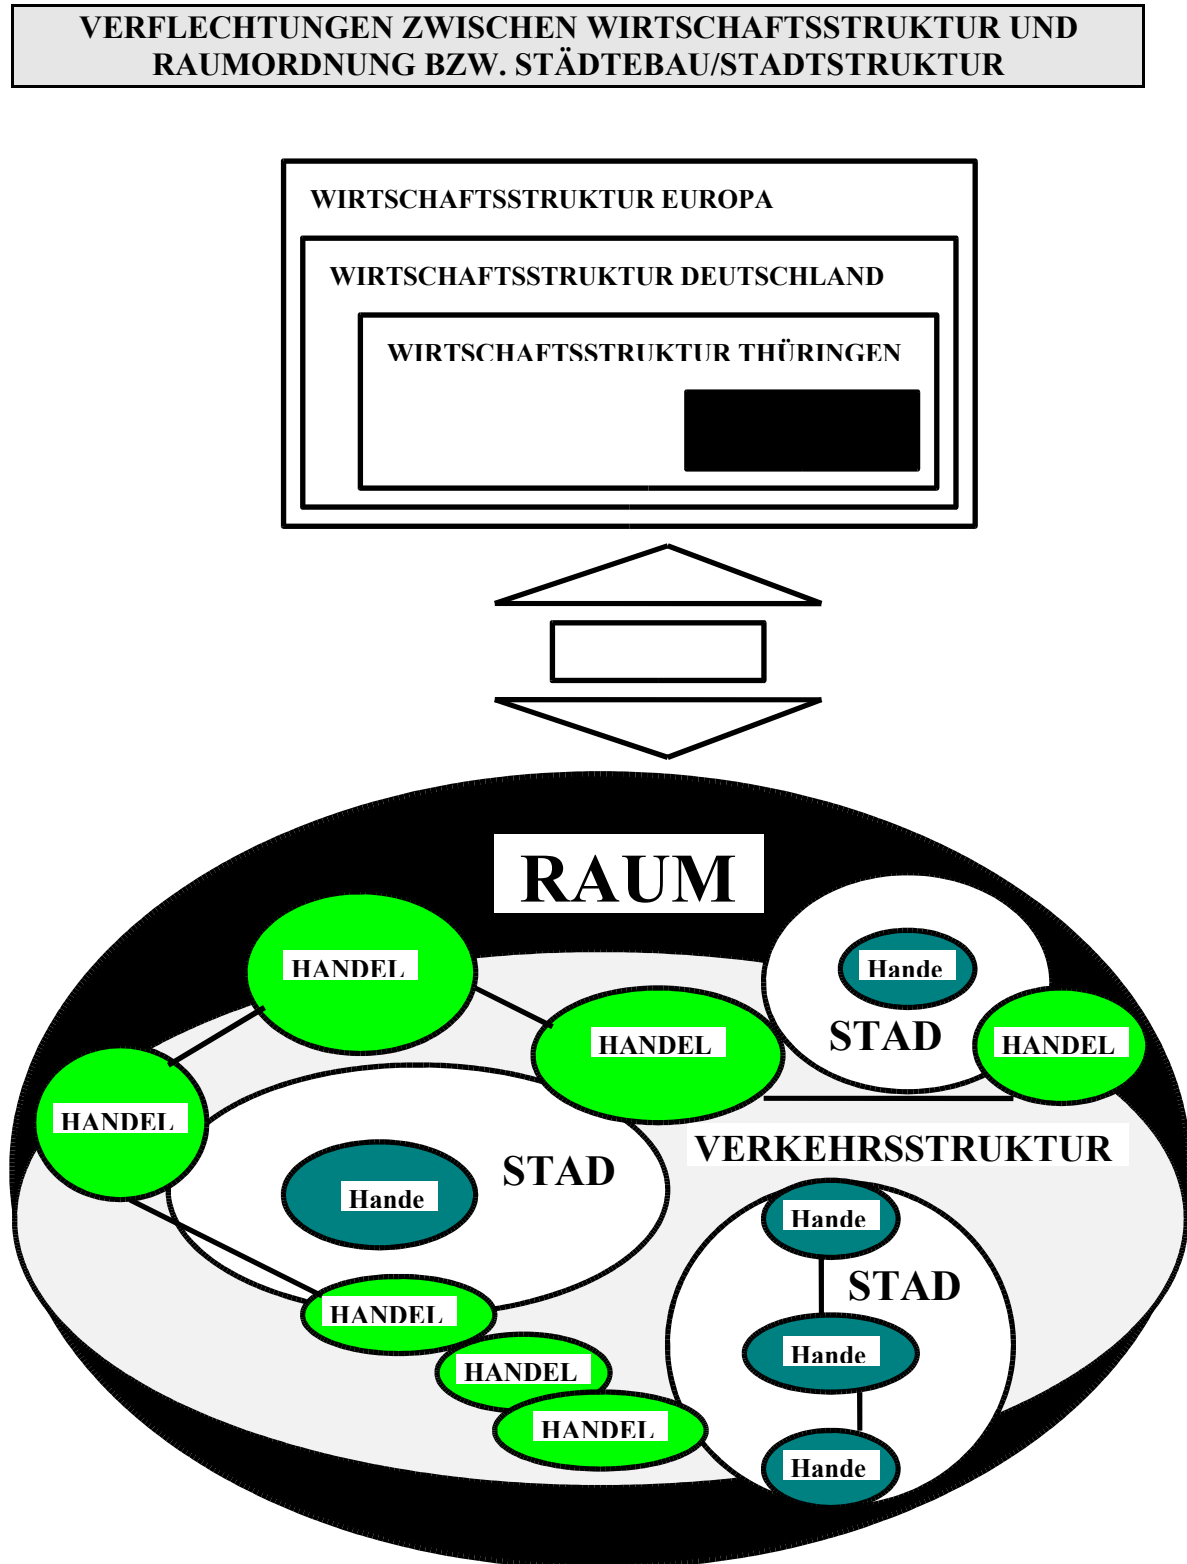 VERFLECHTUNGEN ZWISCHEN WIRTSCHAFTSSTRUKTUR UND
RAUMORDNUNG BZW. STÄDTEBAU/STADTSTRUKTUR
WIRTSCHAFTSSTRUKTUR EUROPA
WIRTSCHAFTSSTRUKTUR DEUTSCHLAND
WIRTSCHAFTSSTRUKTUR THÜRINGEN
RAUM
HANDEL
Hande
STAD
HANDEL
HANDEL
HANDEL
VERKEHRSSTRUKTUR
STAD
Hande
Hande
STAD
HANDEL
Hande
HANDEL
HANDEL
Hande